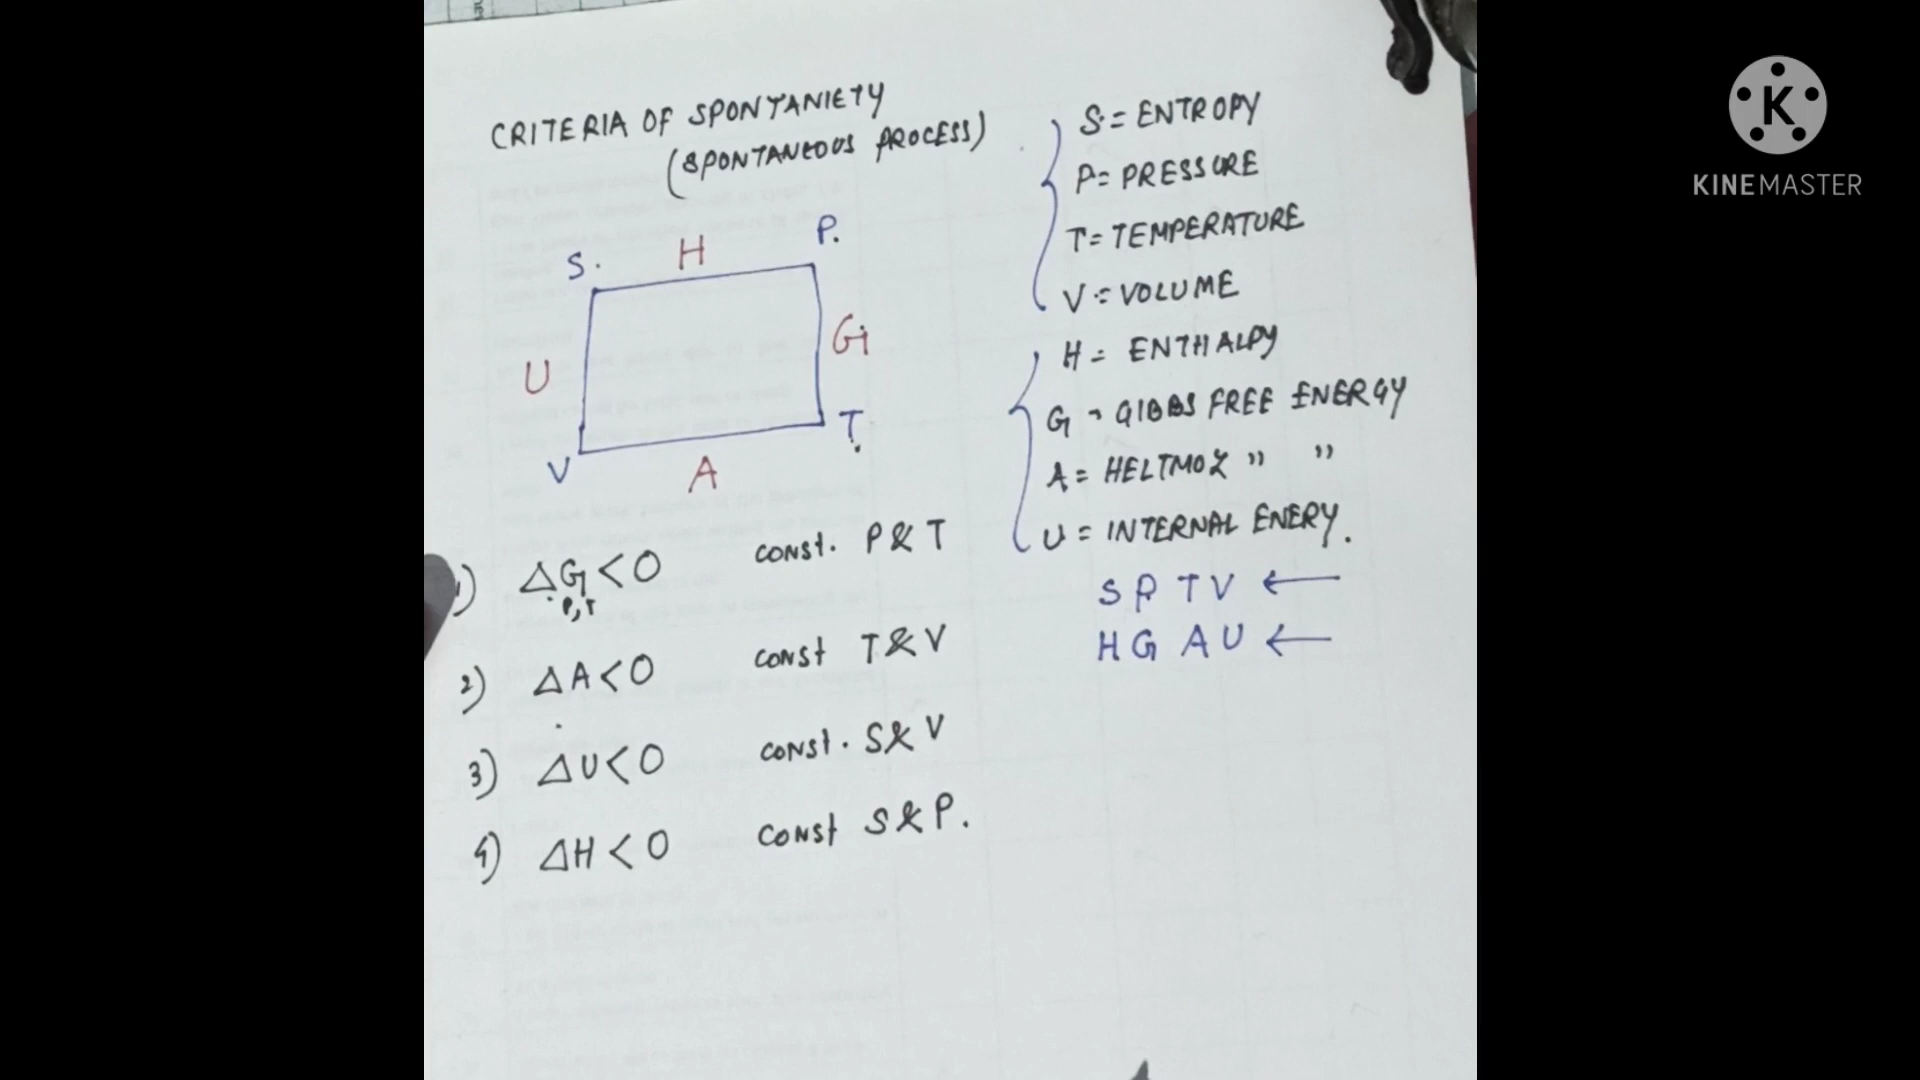 CRITERIA OF SPONTANIETY
(SPONTANEOUS PROCESS)
S. H P.
U G
V A T.
1) ΔG < 0 CONST. P & T
P,T
2) ΔA < 0 CONST T & V
3) ΔU < 0 CONST. S & V
4) ΔH < 0 CONST S & P.
S = ENTROPY
P = PRESSURE
T = TEMPERATURE
V = VOLUME
H = ENTHALPY
G = GIBBS FREE ENERGY
A = HELTMOZ " "
U = INTERNAL ENERY.
S P T V ←
H G A U ←
K
KINEMASTER